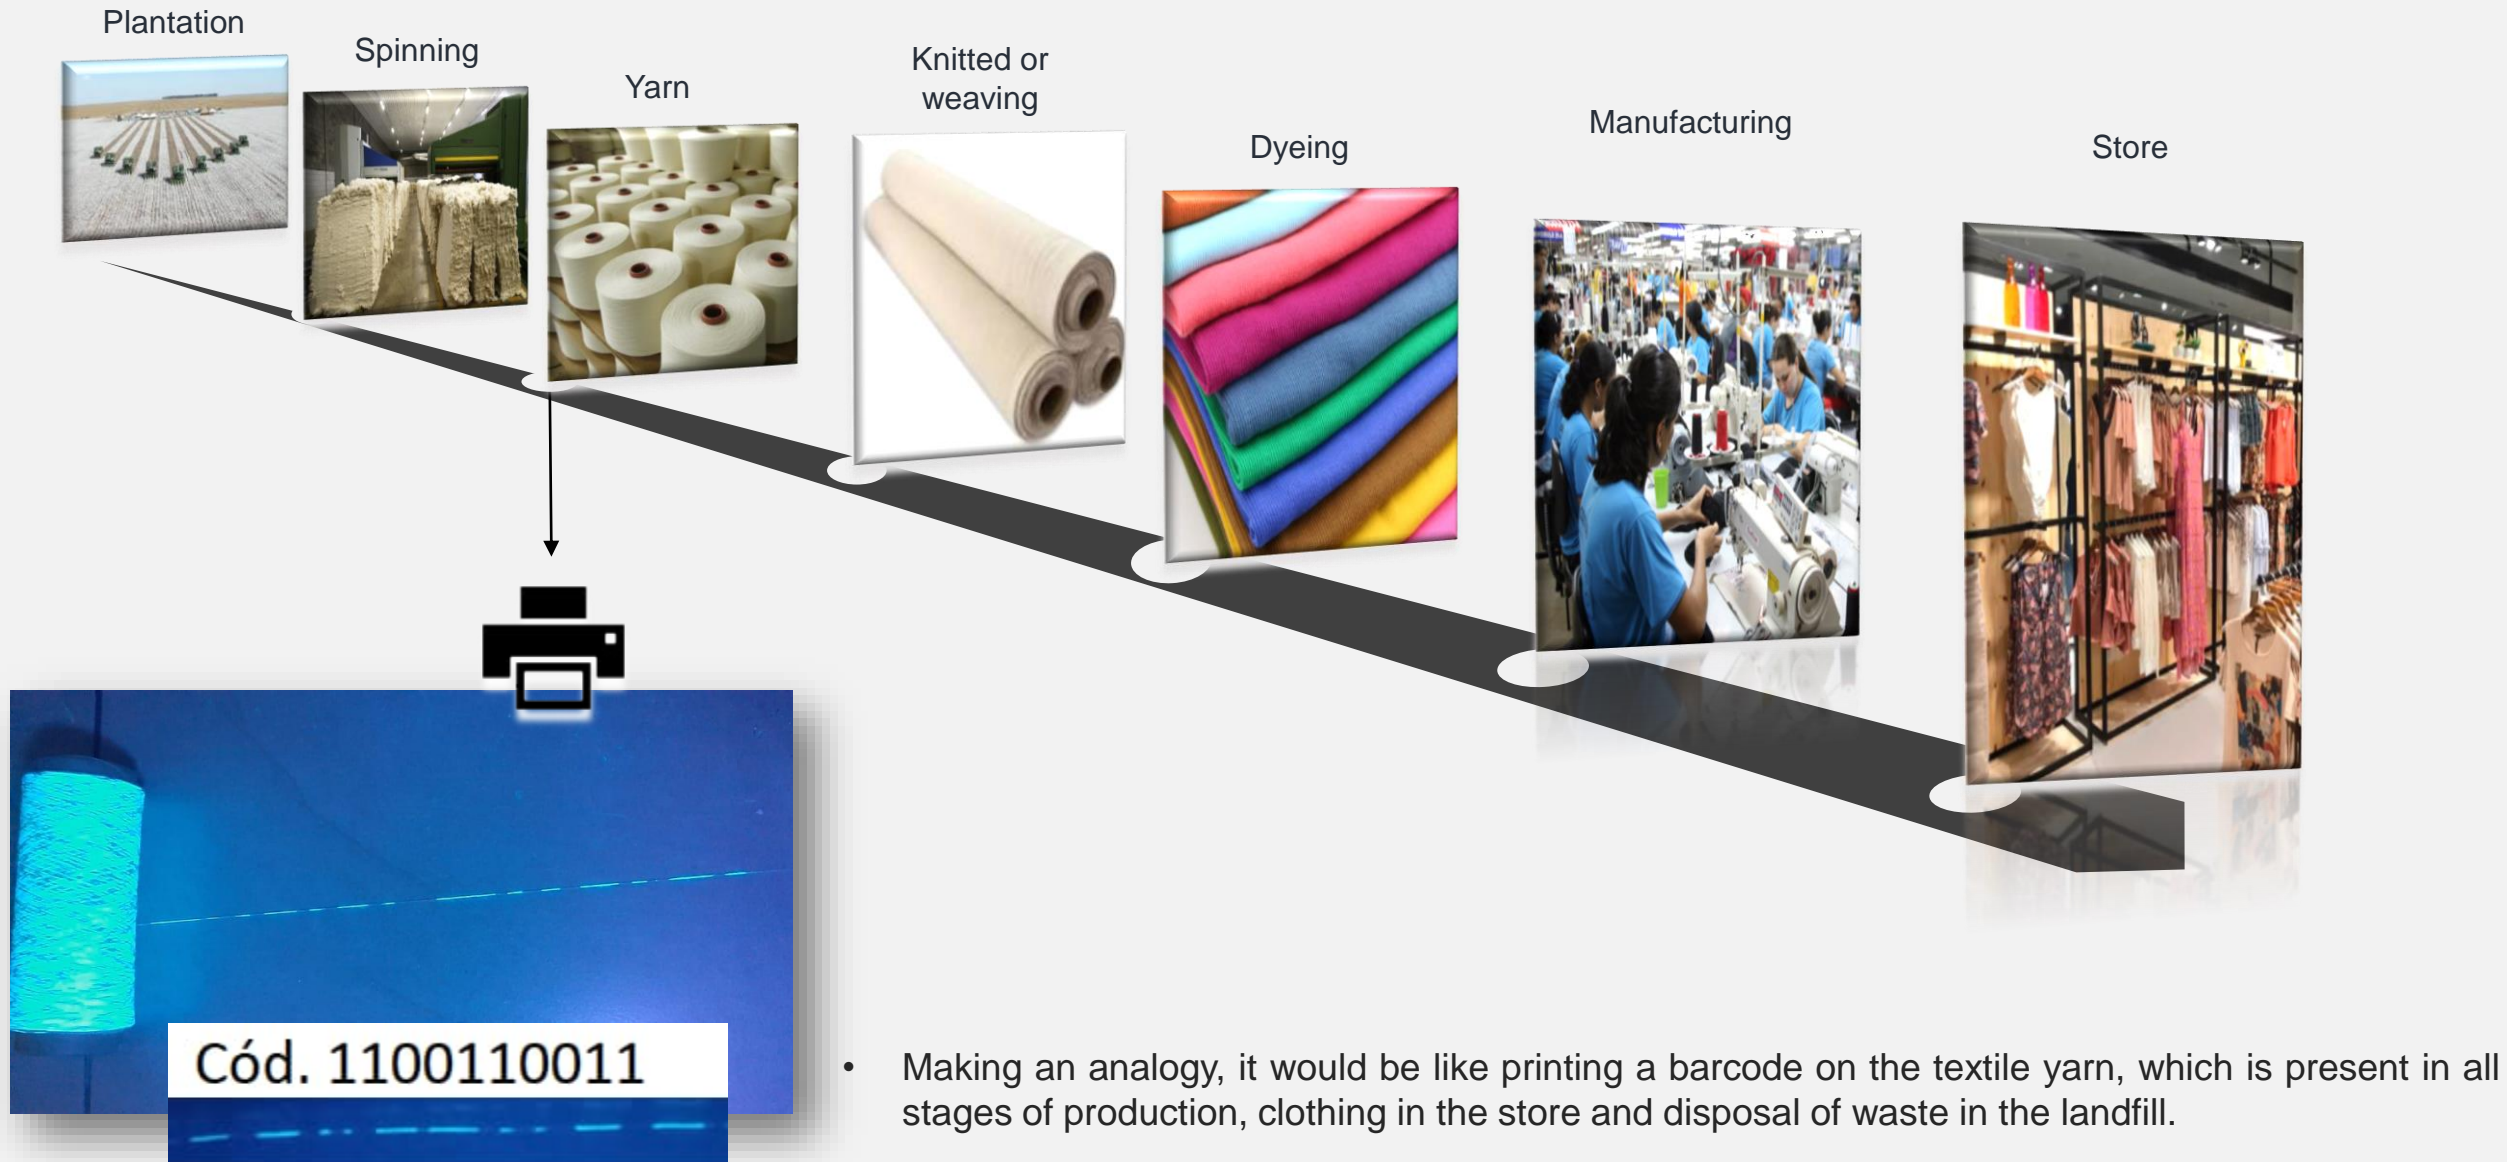 Plantation
Spinning
Yarn
Knitted or
weaving
Dyeing
Manufacturing
Store
Cód. 1100110011
• Making an analogy, it would be like printing a barcode on the textile yarn, which is present in all
stages of production, clothing in the store and disposal of waste in the landfill.